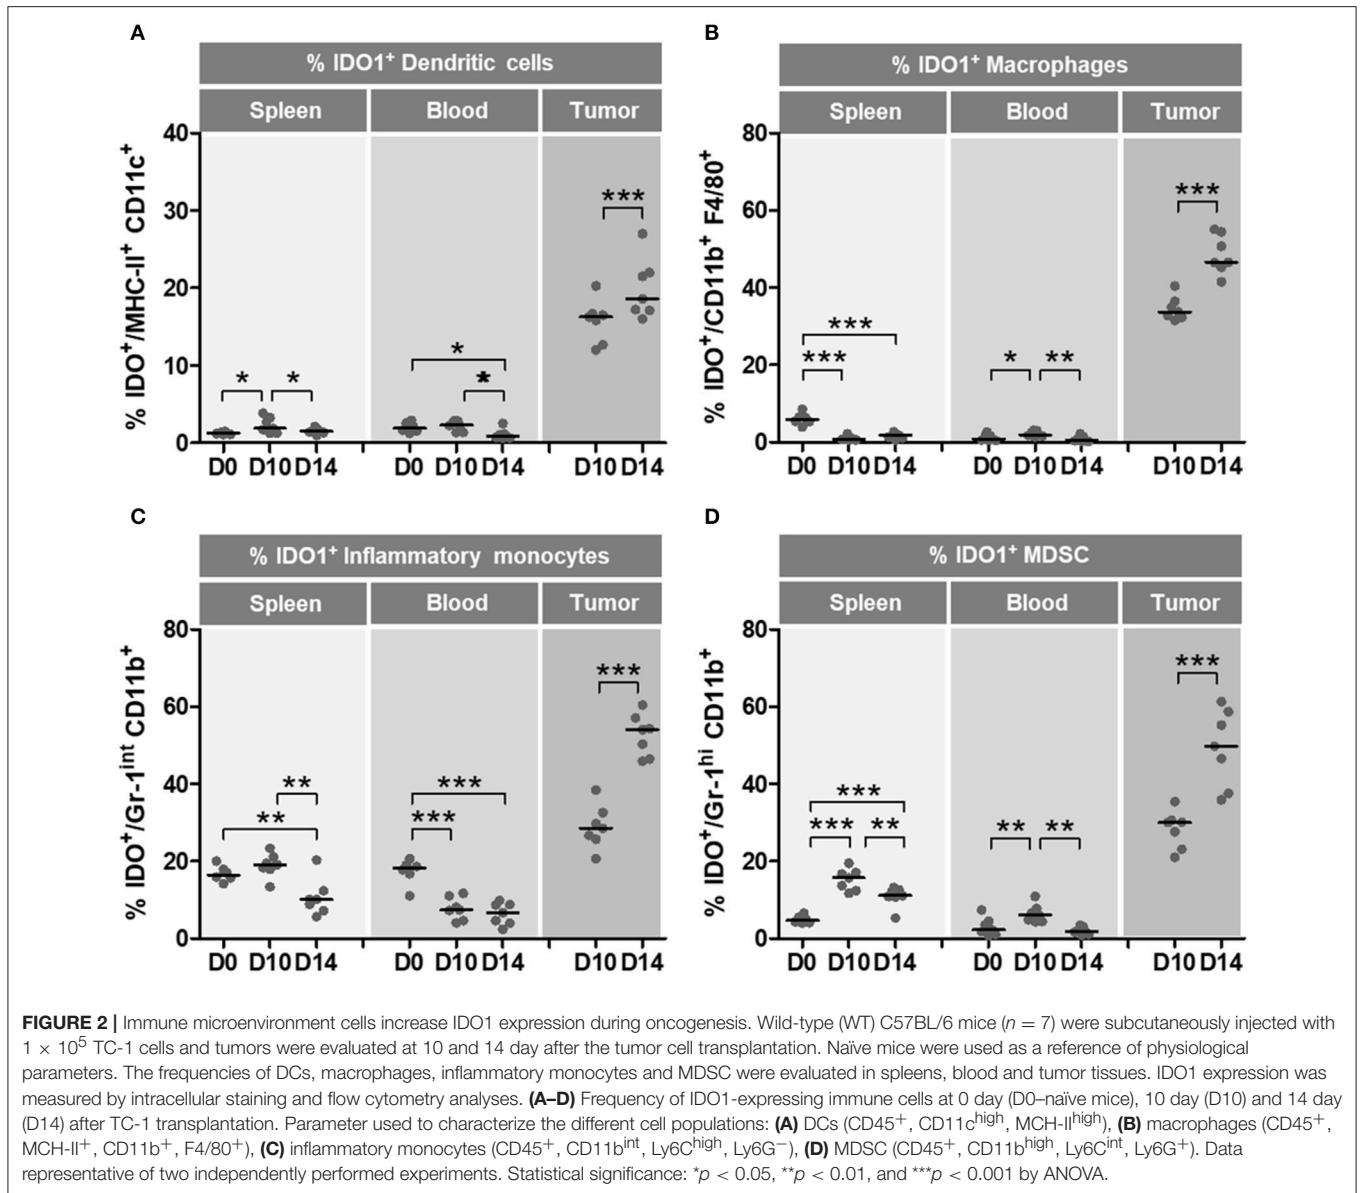 A
% IDO1⁺ Dendritic cells
Spleen Blood Tumor
% IDO⁺/MHC-II⁺ CD11c⁺
40
30
20
10
0
***
*
* * *
D0 D10 D14 D0 D10 D14 D10 D14
B
% IDO1⁺ Macrophages
Spleen Blood Tumor
% IDO⁺/CD11b⁺ F4/80⁺
80
60
40
20
0
***
***
*** * **
D0 D10 D14 D0 D10 D14 D10 D14
C
% IDO1⁺ Inflammatory monocytes
Spleen Blood Tumor
% IDO⁺/Gr-1ⁱⁿᵗ CD11b⁺
80
60
40
20
0
***
** ***
** ***
D0 D10 D14 D0 D10 D14 D10 D14
D
% IDO1⁺ MDSC
Spleen Blood Tumor
% IDO⁺/Gr-1ʰⁱ CD11b⁺
80
60
40
20
0
***
***
*** ** ** **
D0 D10 D14 D0 D10 D14 D10 D14
FIGURE 2 | Immune microenvironment cells increase IDO1 expression during oncogenesis. Wild-type (WT) C57BL/6 mice (n = 7) were subcutaneously injected with
1 × 10⁵ TC-1 cells and tumors were evaluated at 10 and 14 day after the tumor cell transplantation. Naïve mice were used as a reference of physiological
parameters. The frequencies of DCs, macrophages, inflammatory monocytes and MDSC were evaluated in spleens, blood and tumor tissues. IDO1 expression was
measured by intracellular staining and flow cytometry analyses. (A–D) Frequency of IDO1-expressing immune cells at 0 day (D0–naïve mice), 10 day (D10) and 14 day
(D14) after TC-1 transplantation. Parameter used to characterize the different cell populations: (A) DCs (CD45⁺, CD11cʰⁱᵍʰ, MCH-IIʰⁱᵍʰ), (B) macrophages (CD45⁺,
MCH-II⁺, CD11b⁺, F4/80⁺), (C) inflammatory monocytes (CD45⁺, CD11bⁱⁿᵗ, Ly6Cʰⁱᵍʰ, Ly6G⁻), (D) MDSC (CD45⁺, CD11bʰⁱᵍʰ, Ly6Cⁱⁿᵗ, Ly6G⁺). Data
representative of two independently performed experiments. Statistical significance: *p < 0.05, **p < 0.01, and ***p < 0.001 by ANOVA.